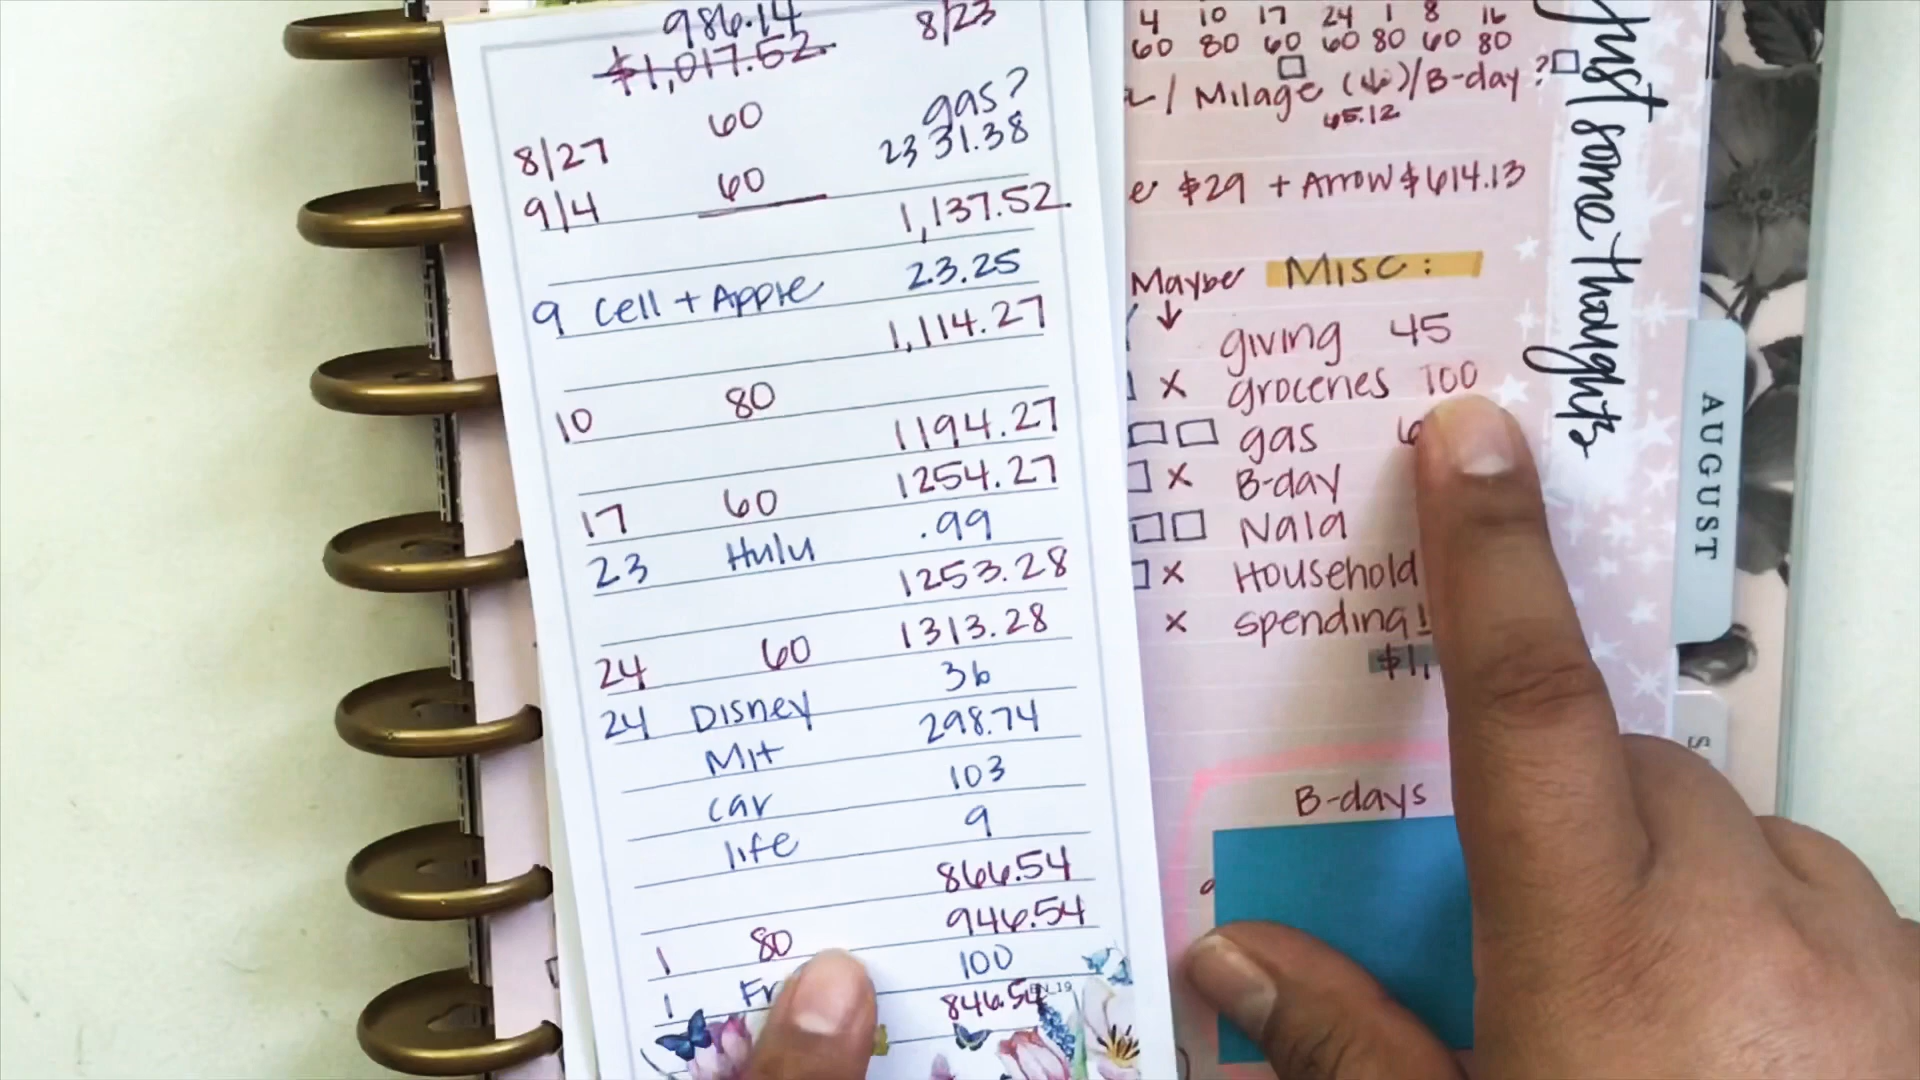 986.14
8/23
$1,017.52
gas?
8/27 60
23 31.38
9/4 60
1,137.52
9 Cell + Apple 23.25
1,114.27
10 80
1194.27
1254.27
17 60
23 Hulu .99
1253.28
24 60 1313.28
24 Disney 36
Mit 298.74
car 103
life 9
866.54
946.54
1 80
100
1
846.54
EN_19
4 10 17 24 1 8 16
60 80 60 60 80 60 80
/ Milage /B-day ?
45.12
$29 + Arrow $614.13
Maybe Misc:
giving 45
x groceries 100
gas
x B-day
Nala
x Household
x spending!
$1,
B-days
Just some thoughts
AUGUST
S